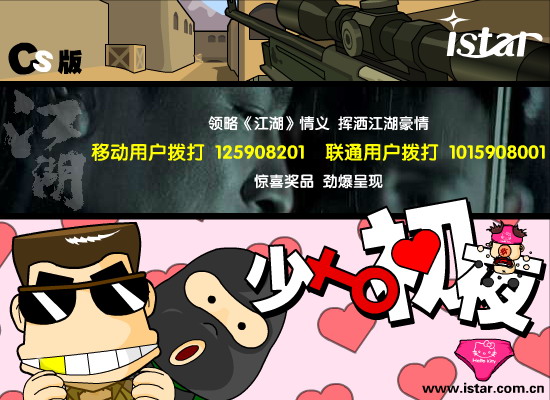 istar
CS版
江湖
领略《江湖》情义 挥洒江湖豪情
移动用户拨打 125908201 联通用户拨打 1015908001
惊喜奖品 劲爆呈现
少女初夜
Hello Kitty
www.istar.com.cn